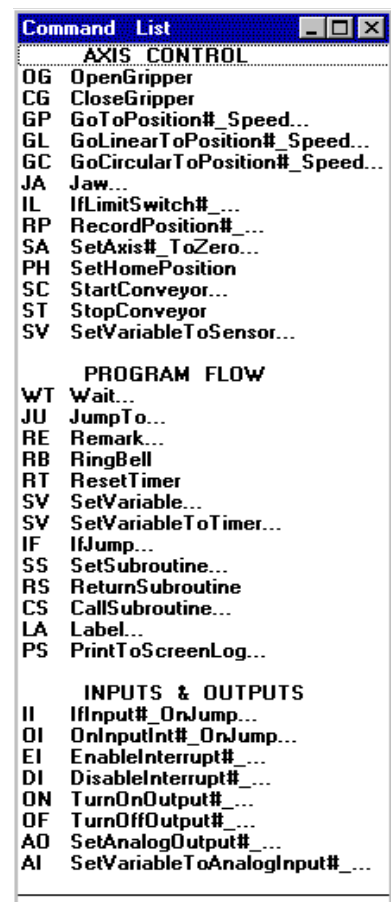 Command List
AXIS CONTROL
OG OpenGripper
CG CloseGripper
GP GoToPosition#_Speed...
GL GoLinearToPosition#_Speed...
GC GoCircularToPosition#_Speed...
JA Jaw...
IL IfLimitSwitch#_...
RP RecordPosition#_...
SA SetAxis#_ToZero...
PH SetHomePosition
SC StartConveyor...
ST StopConveyor
SV SetVariableToSensor...
PROGRAM FLOW
WT Wait...
JU JumpTo...
RE Remark...
RB RingBell
RT ResetTimer
SV SetVariable...
SV SetVariableToTimer...
IF IfJump...
SS SetSubroutine...
RS ReturnSubroutine
CS CallSubroutine...
LA Label...
PS PrintToScreenLog...
INPUTS & OUTPUTS
II IfInput#_OnJump...
OI OnInputInt#_OnJump...
EI EnableInterrupt#_...
DI DisableInterrupt#_...
ON TurnOnOutput#_...
OF TurnOffOutput#_...
AO SetAnalogOutput#_...
AI SetVariableToAnalogInput#_...